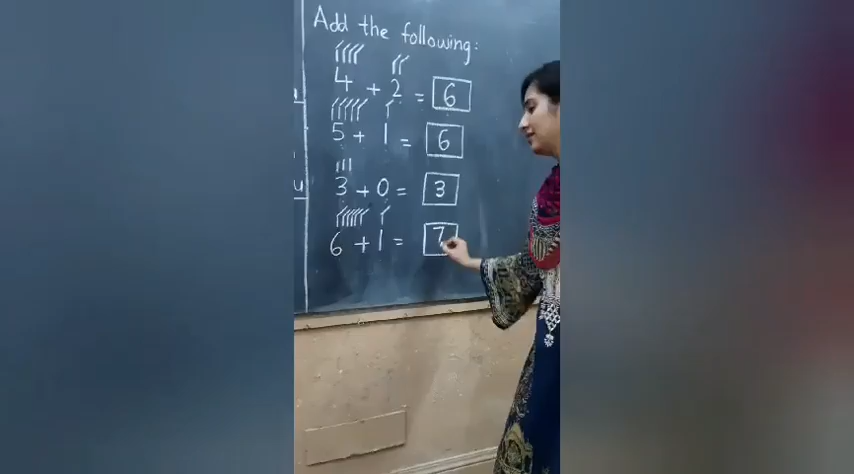 Add the following:
4 + 2 = 6
5 + 1 = 6
3 + 0 = 3
6 + 1 = 7
u